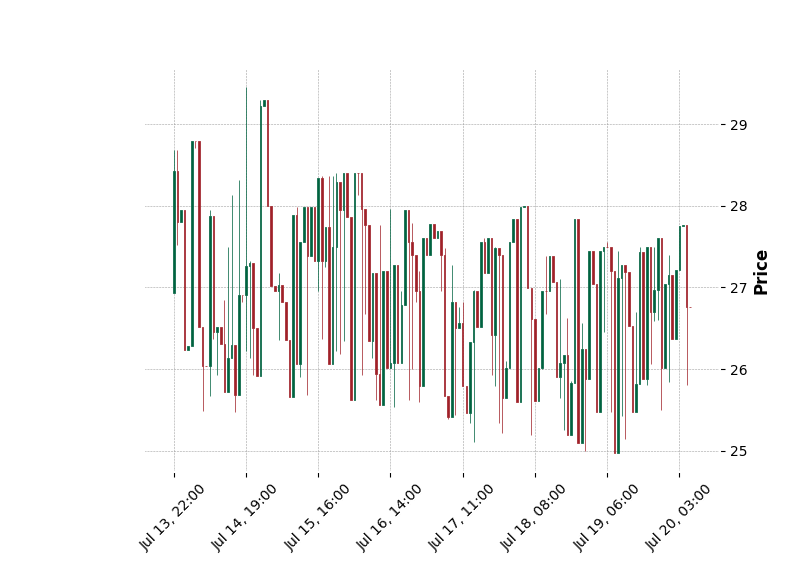 29
28
27
26
25
Price
Jul 13, 22:00
Jul 14, 19:00
Jul 15, 16:00
Jul 16, 14:00
Jul 17, 11:00
Jul 18, 08:00
Jul 19, 06:00
Jul 20, 03:00